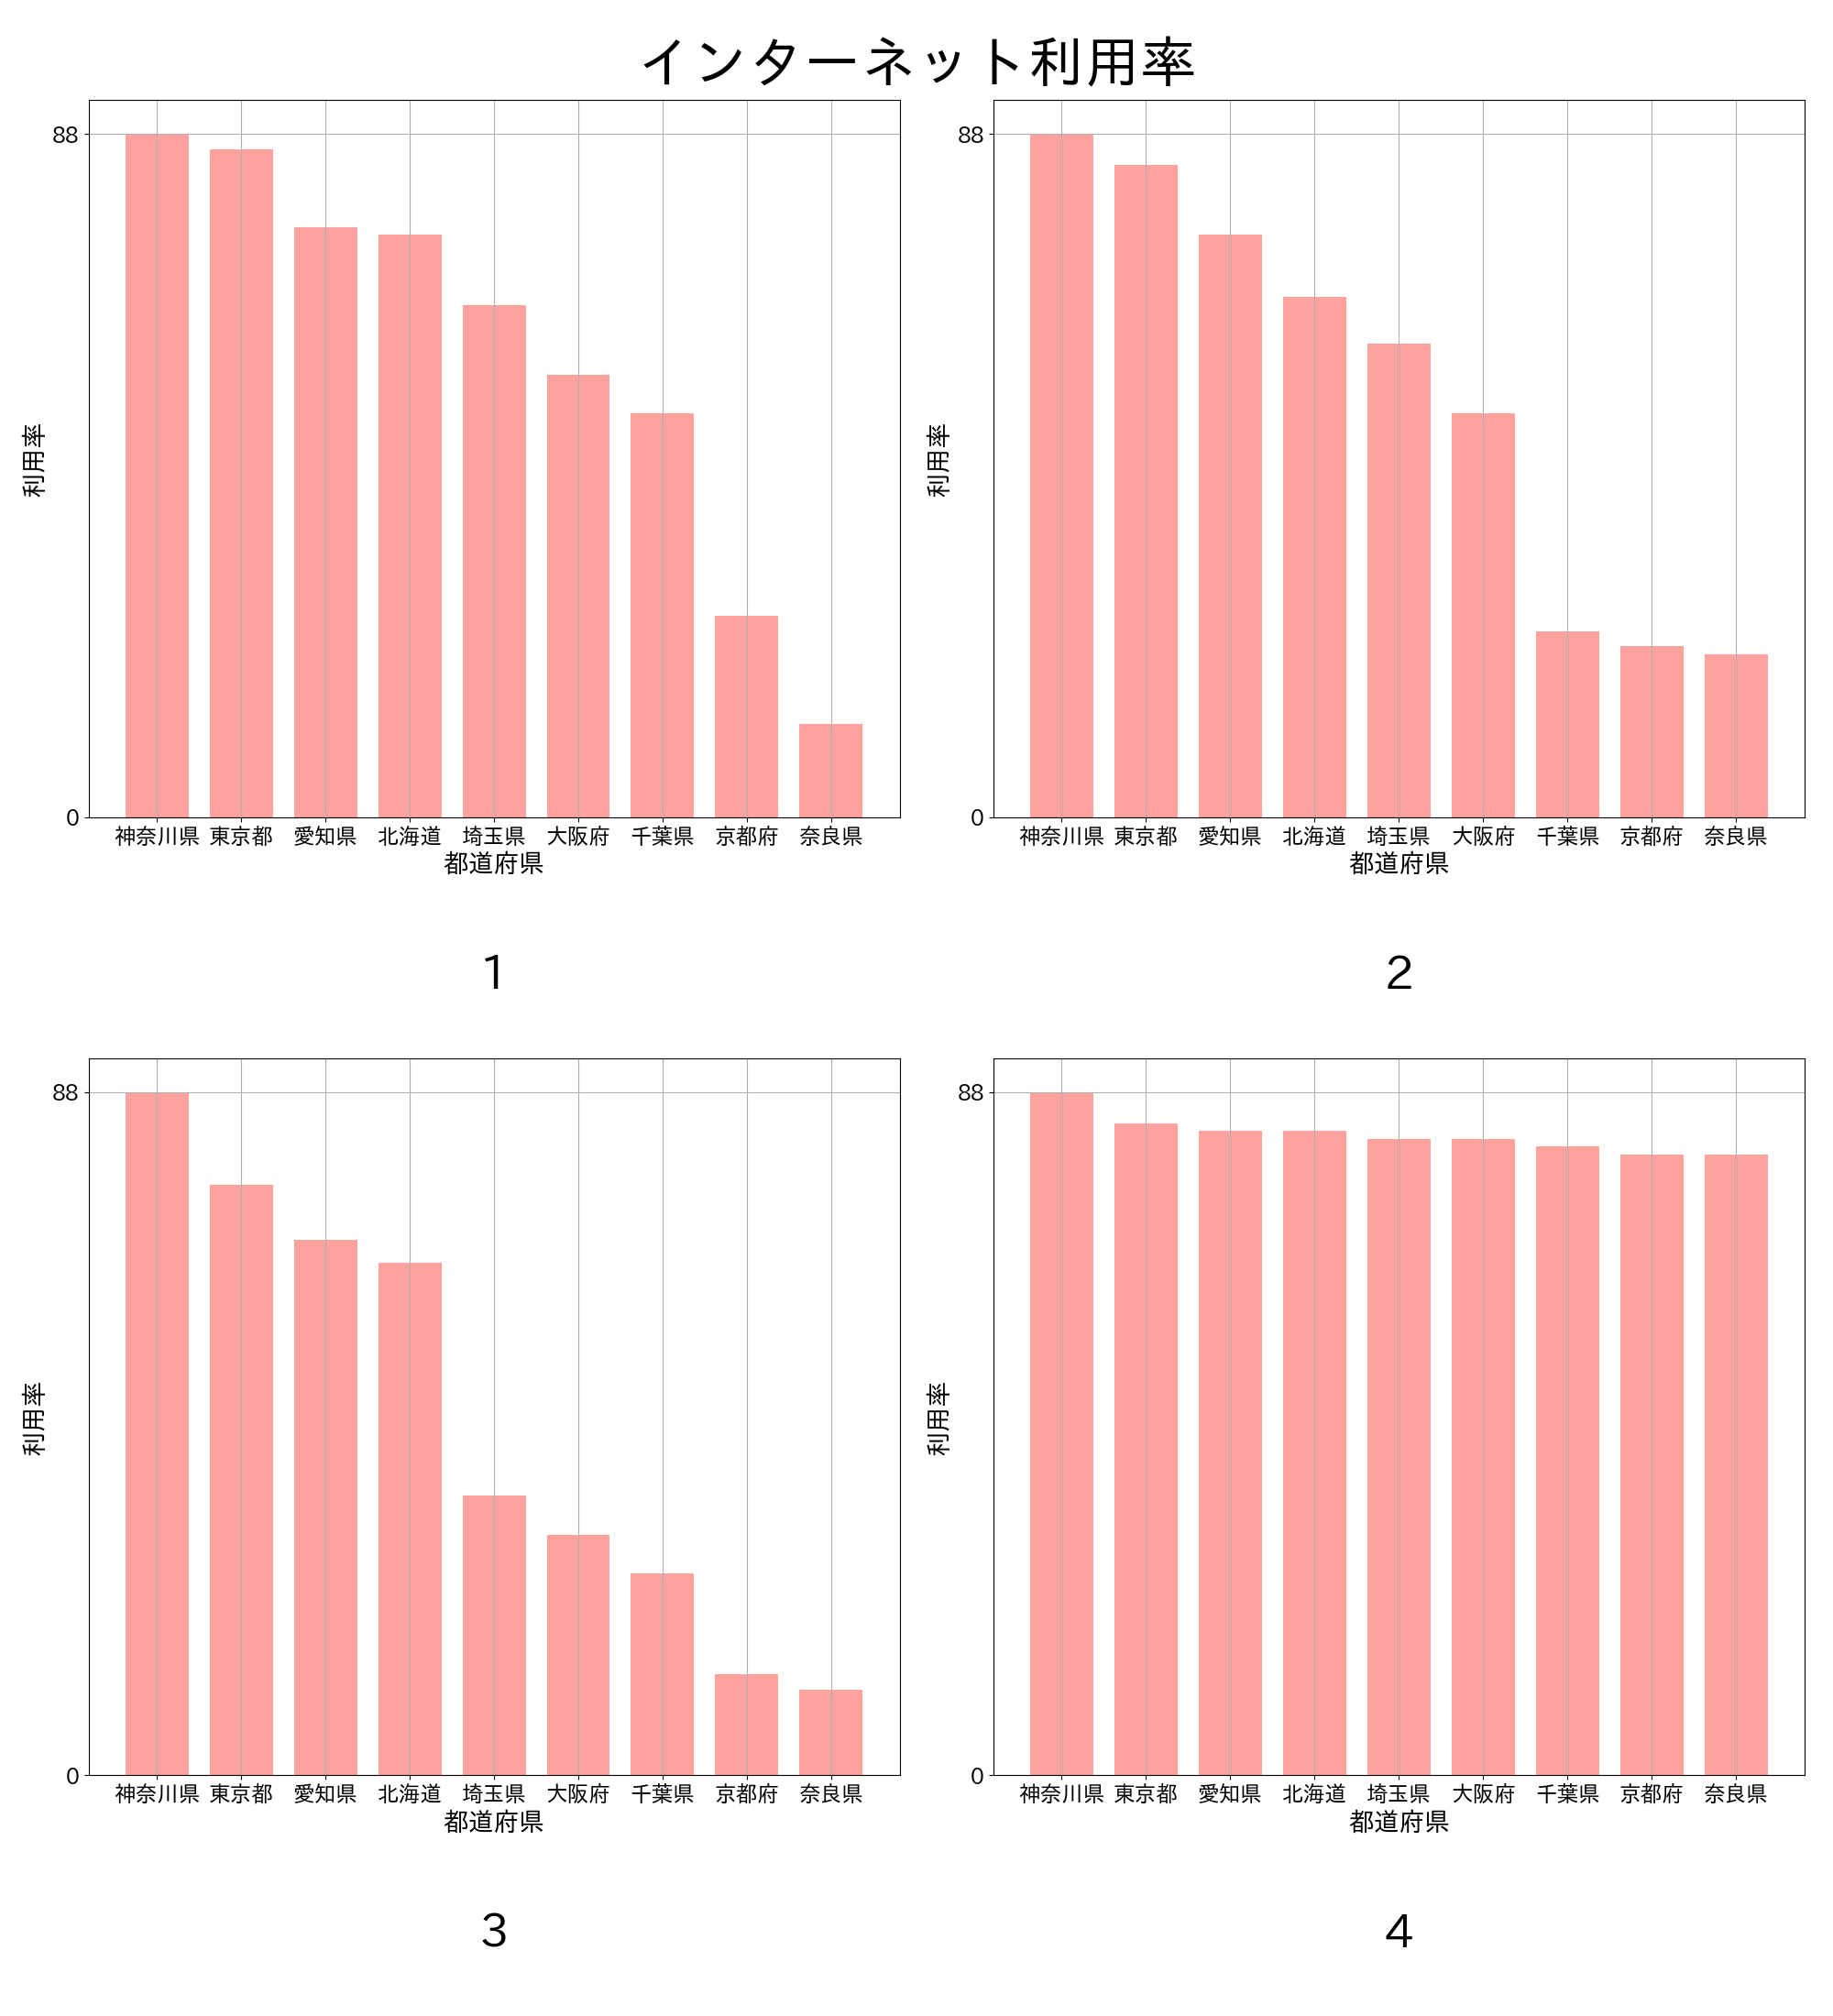 インターネット利用率
88
0
利用率
神奈川県 東京都 愛知県 北海道 埼玉県 大阪府 千葉県 京都府 奈良県
都道府県
1
88
0
利用率
神奈川県 東京都 愛知県 北海道 埼玉県 大阪府 千葉県 京都府 奈良県
都道府県
2
88
0
利用率
神奈川県 東京都 愛知県 北海道 埼玉県 大阪府 千葉県 京都府 奈良県
都道府県
3
88
0
利用率
神奈川県 東京都 愛知県 北海道 埼玉県 大阪府 千葉県 京都府 奈良県
都道府県
4